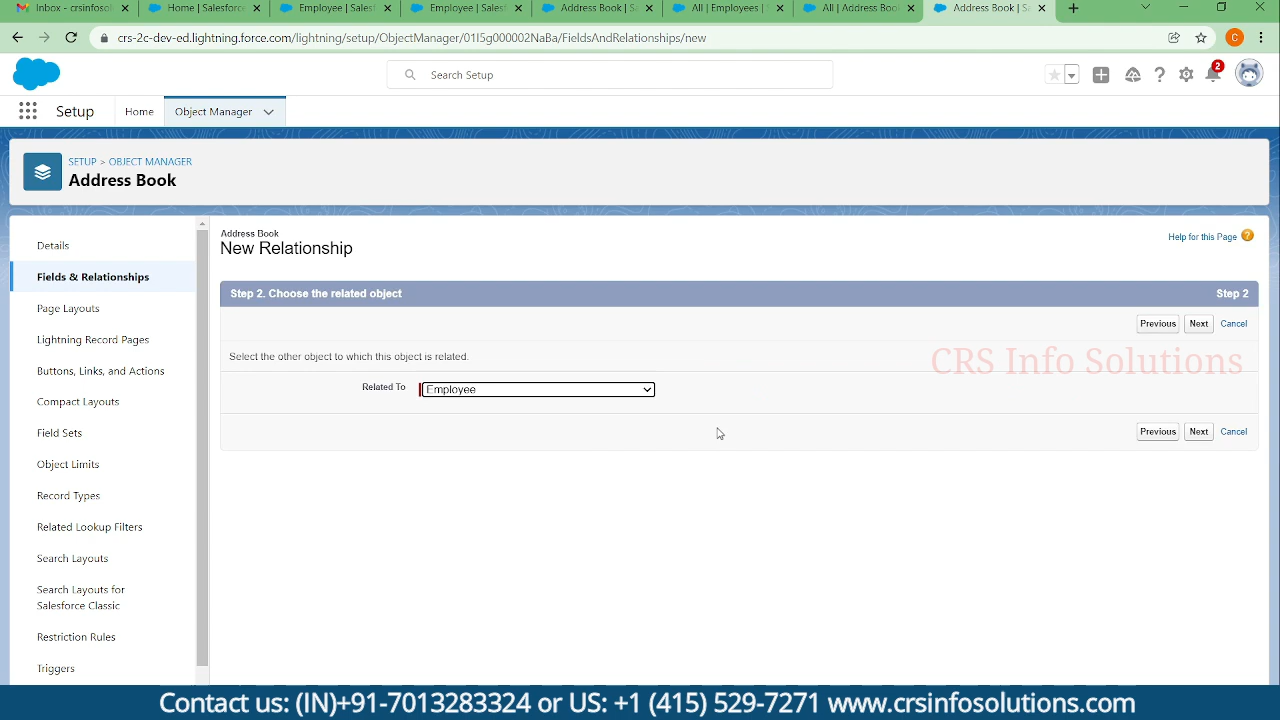 Inbox - crsinfosol
Home | Salesforc
Employee | Salesf
Employee | Salesf
Address Book | Sa
All | Employees | S
All | Address Boo
Address Book | Sa
crs-2c-dev-ed.lightning.force.com/lightning/setup/ObjectManager/01I5g000002NaBa/FieldsAndRelationships/new
C
Search Setup
2
Setup
Home
Object Manager
SETUP > OBJECT MANAGER
Address Book
Details
Fields & Relationships
Page Layouts
Lightning Record Pages
Buttons, Links, and Actions
Compact Layouts
Field Sets
Object Limits
Record Types
Related Lookup Filters
Search Layouts
Search Layouts for
Salesforce Classic
Restriction Rules
Triggers
Address Book
New Relationship
Help for this Page ?
Step 2. Choose the related object
Step 2
Previous Next Cancel
Select the other object to which this object is related.
CRS Info Solutions
Related To Employee
Previous Next Cancel
Contact us: (IN)+91-7013283324 or US: +1 (415) 529-7271 www.crsinfosolutions.com